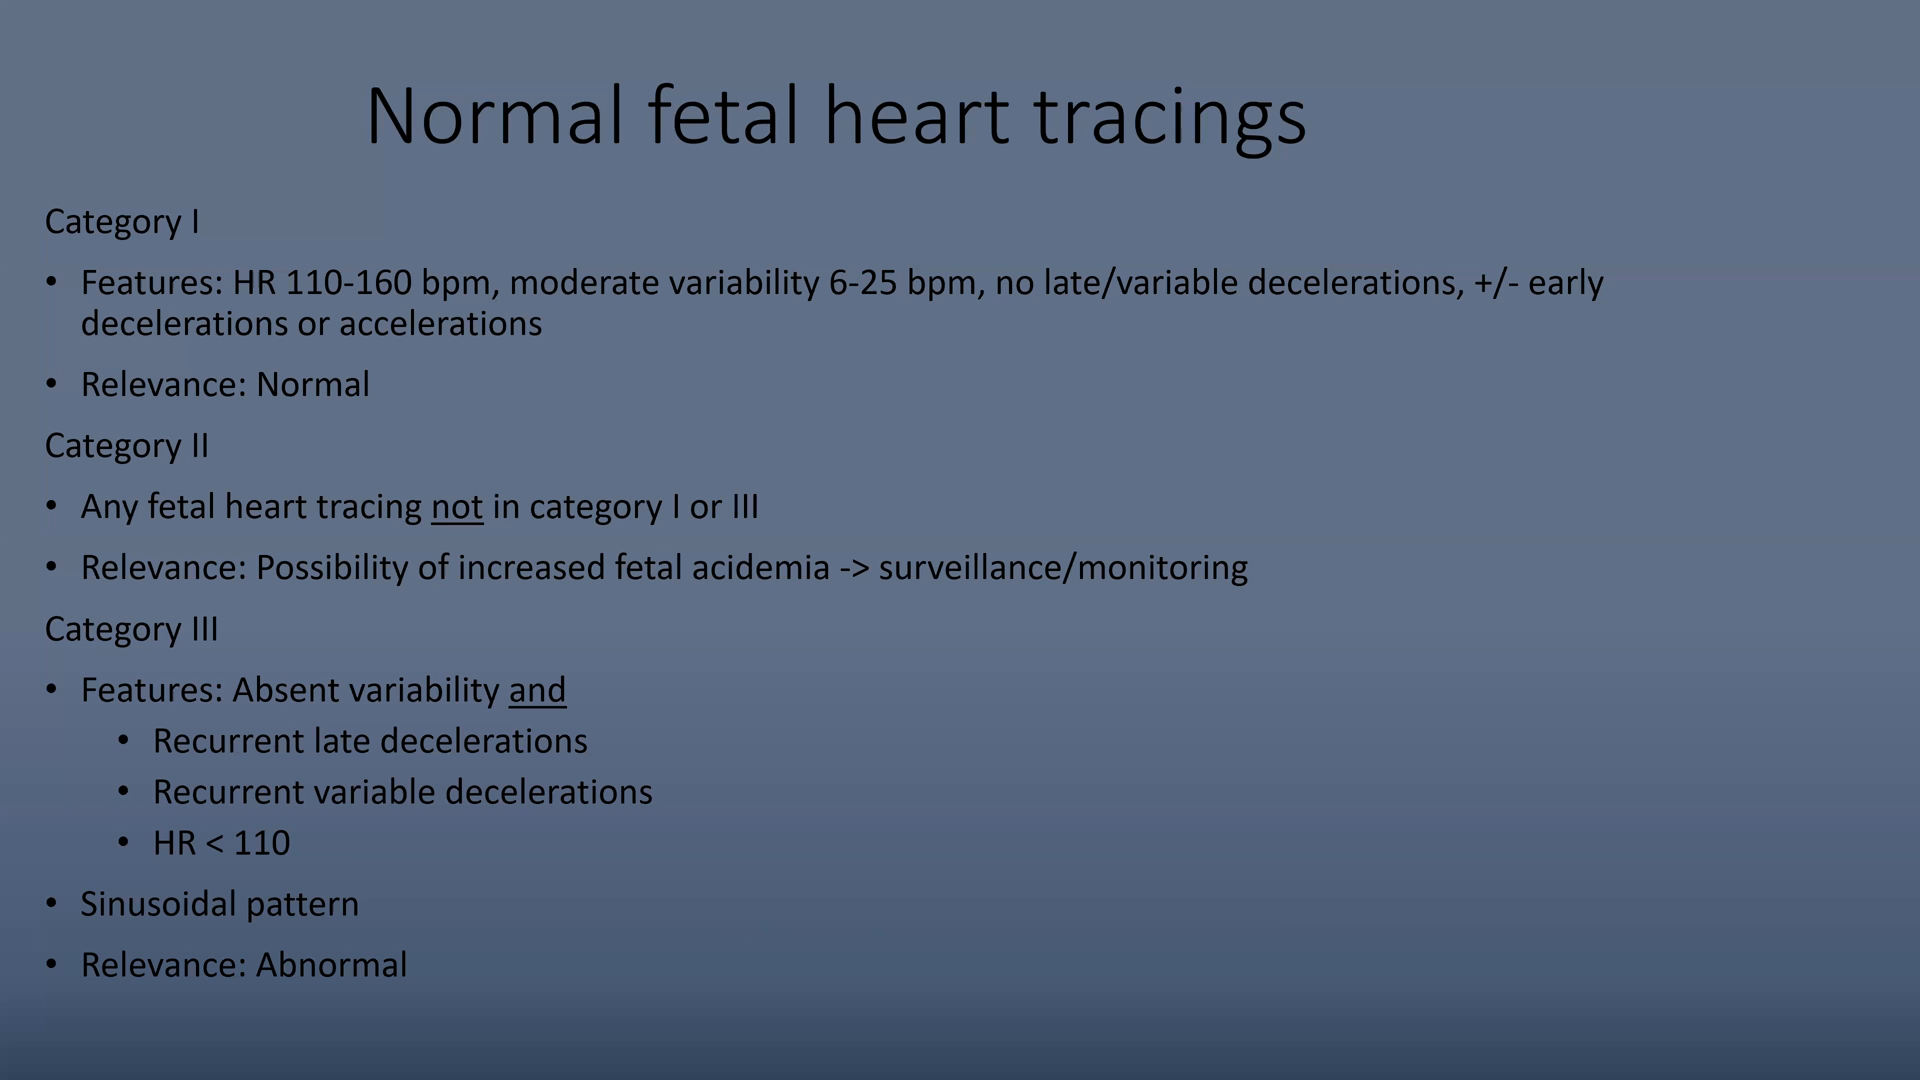 Normal fetal heart tracings
Category I
• Features: HR 110-160 bpm, moderate variability 6-25 bpm, no late/variable decelerations, +/- early
decelerations or accelerations
• Relevance: Normal
Category II
• Any fetal heart tracing not in category I or III
• Relevance: Possibility of increased fetal acidemia -> surveillance/monitoring
Category III
• Features: Absent variability and
• Recurrent late decelerations
• Recurrent variable decelerations
• HR < 110
• Sinusoidal pattern
• Relevance: Abnormal